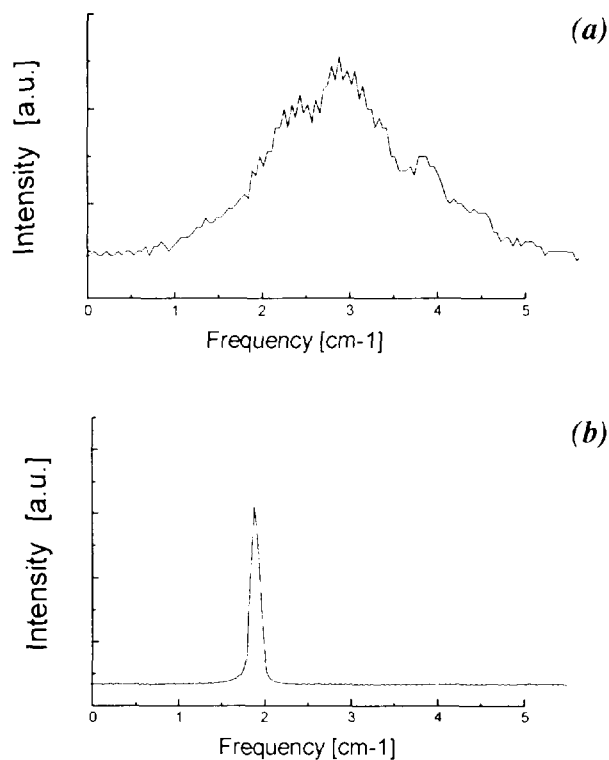 (a)
Intensity [a.u.]
0 1 2 3 4 5
Frequency [cm-1]
(b)
Intensity [a.u.]
0 1 2 3 4 5
Frequency [cm-1]